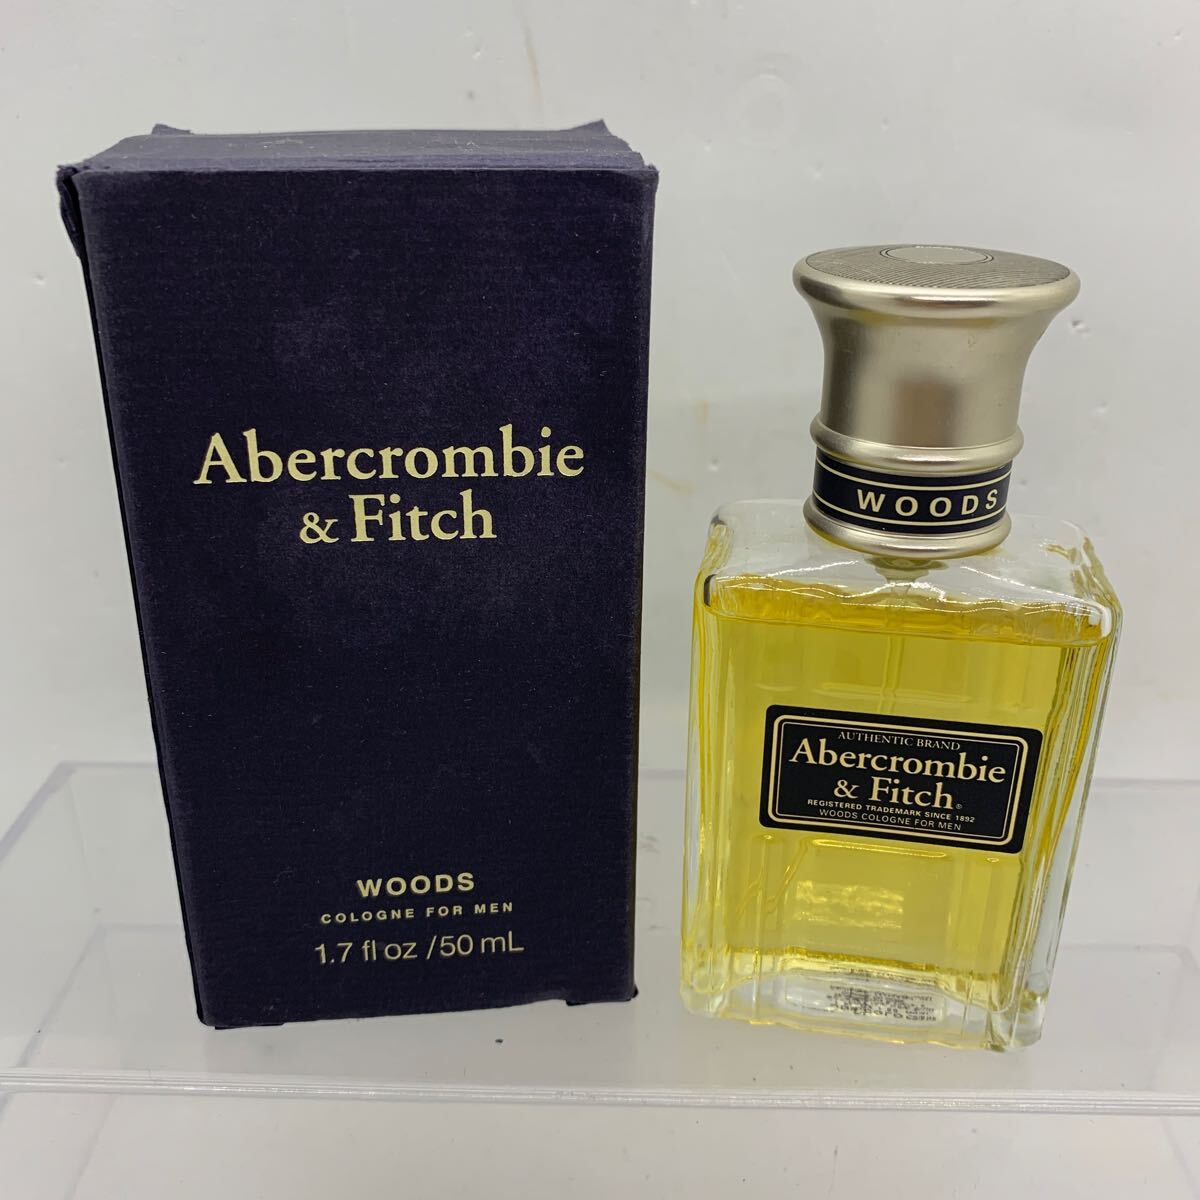 Abercrombie
& Fitch
WOODS
COLOGNE FOR MEN
1.7 fl oz /50 mL
WOODS
AUTHENTIC BRAND
Abercrombie
& Fitch®
REGISTERED TRADEMARK SINCE 1892
WOODS COLOGNE FOR MEN